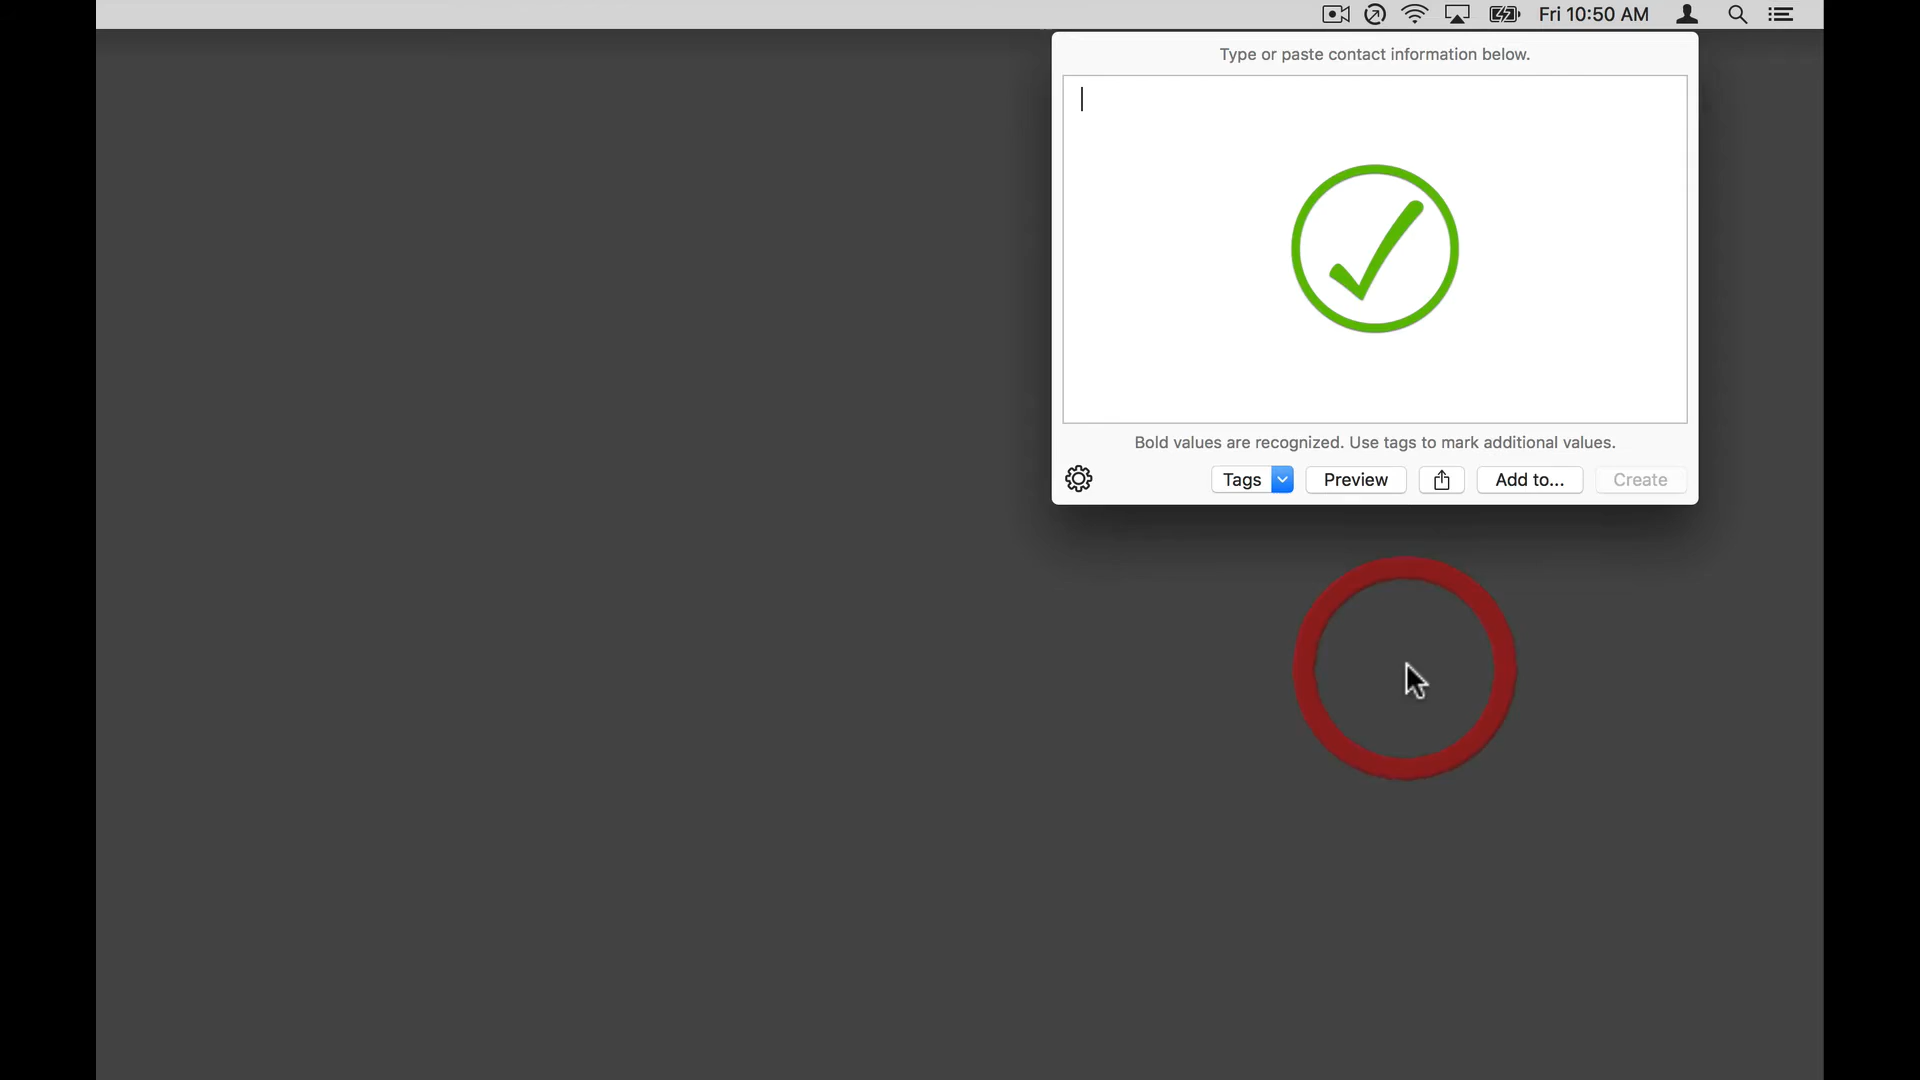 Fri 10:50 AM
Type or paste contact information below.
Bold values are recognized. Use tags to mark additional values.
Tags
Preview
Add to...
Create